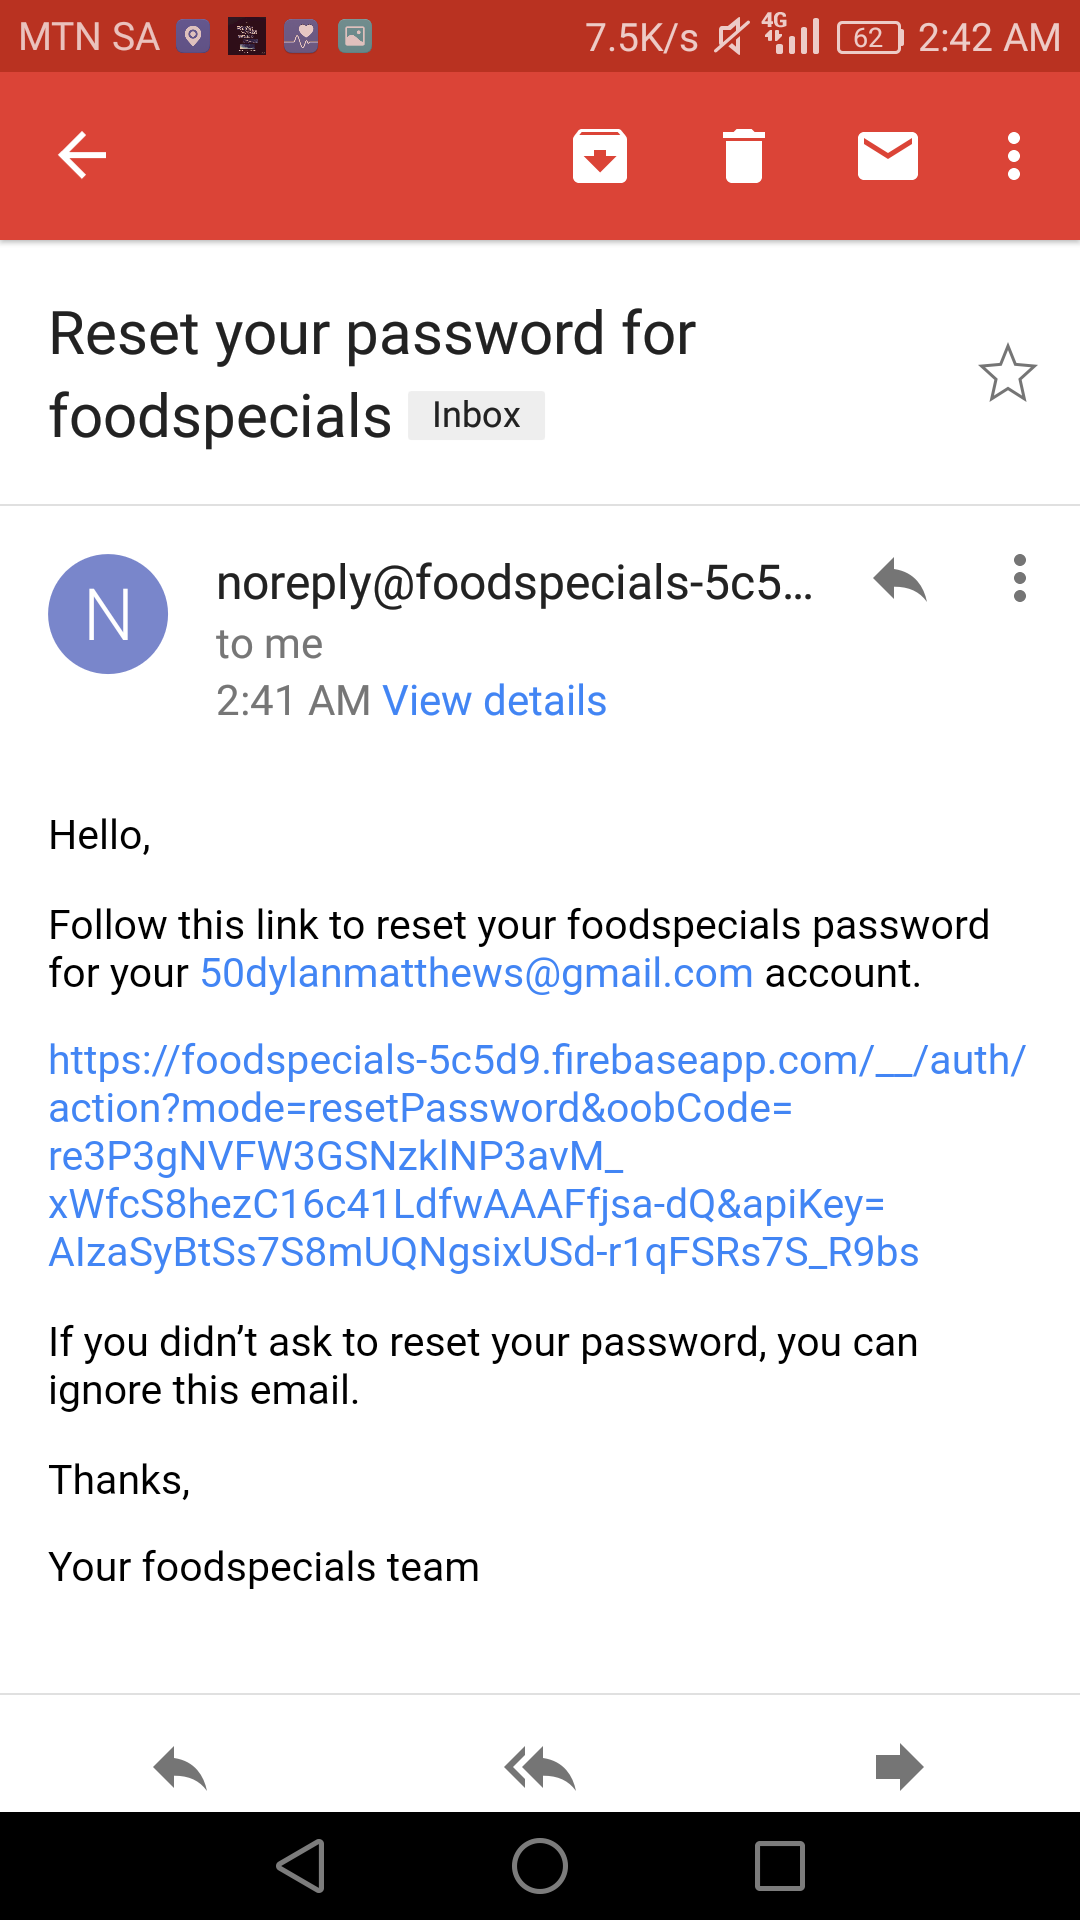 MTN SA 7.5K/s 4G 62 2:42 AM
Reset your password for
foodspecials Inbox
N noreply@foodspecials-5c5...
to me
2:41 AM View details
Hello,
Follow this link to reset your foodspecials password
for your 50dylanmatthews@gmail.com account.
https://foodspecials-5c5d9.firebaseapp.com/__/auth/
action?mode=resetPassword&oobCode=
re3P3gNVFW3GSNzklNP3avM_
xWfcS8hezC16c41LdfwAAAFfjsa-dQ&apiKey=
AIzaSyBtSs7S8mUQNgsixUSd-r1qFSRs7S_R9bs
If you didn’t ask to reset your password, you can
ignore this email.
Thanks,
Your foodspecials team